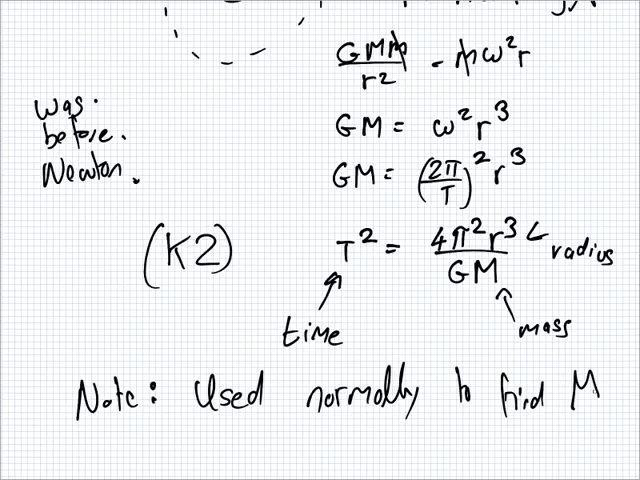 GMm/r² = mω²r
was.
before.
Newton.
GM = ω²r³
GM = (2π/T)² r³
(K2)
T² = 4π²r³/GM < radius
time
mass
Note: Used normally to find M